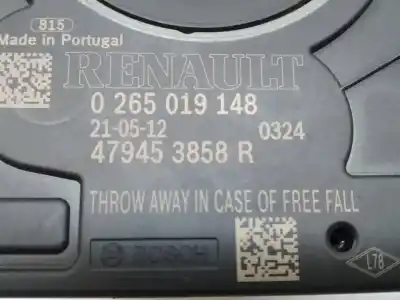 815
Made in Portugal
RENAULT
0 265 019 148
21-05-12 0324
47945 3858 R
THROW AWAY IN CASE OF FREE FALL
BOSCH
L78